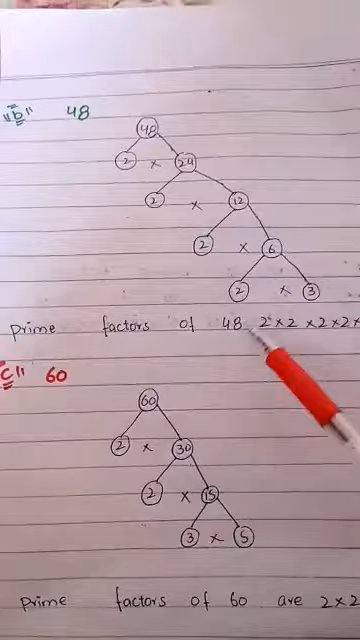 "b" 48
48
2 × 24
2 × 12
2 × 6
2 × 3
Prime factors of 48 2×2×2×2×
"c" 60
60
2 × 30
2 × 15
3 × 5
Prime factors of 60 are 2×2